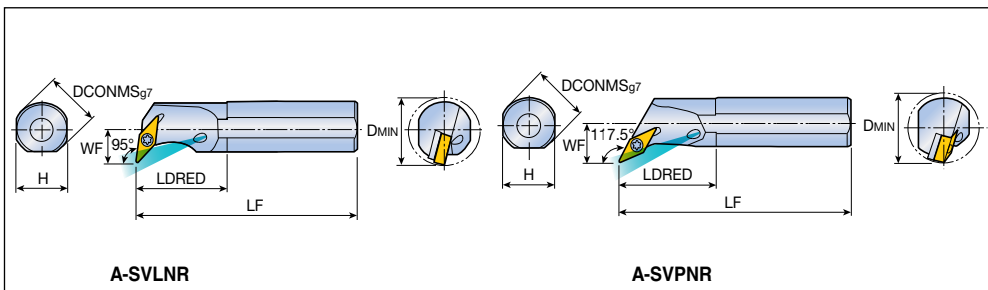 DCONMSg7
WF
95°
H
LDRED
LF
DMIN
A-SVLNR
DCONMSg7
WF
117.5°
H
LDRED
LF
DMIN
A-SVPNR